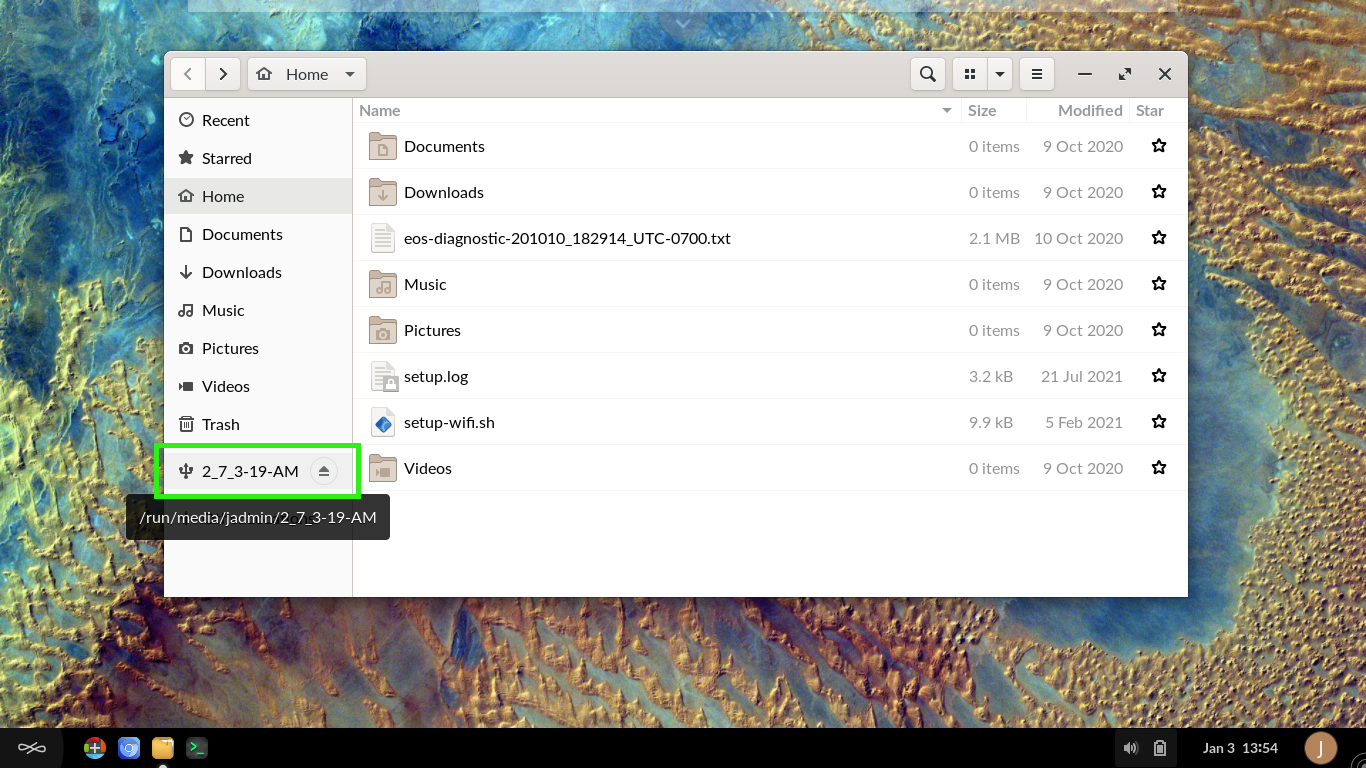 Home
Name Size Modified Star
Recent
Starred
Home
Documents
Downloads
Music
Pictures
Videos
Trash
2_7_3-19-AM
/run/media/jadmin/2_7_3-19-AM
Documents 0 items 9 Oct 2020
Downloads 0 items 9 Oct 2020
eos-diagnostic-201010_182914_UTC-0700.txt 2.1 MB 10 Oct 2020
Music 0 items 9 Oct 2020
Pictures 0 items 9 Oct 2020
setup.log 3.2 kB 21 Jul 2021
setup-wifi.sh 9.9 kB 5 Feb 2021
Videos 0 items 9 Oct 2020
Jan 3 13:54 J